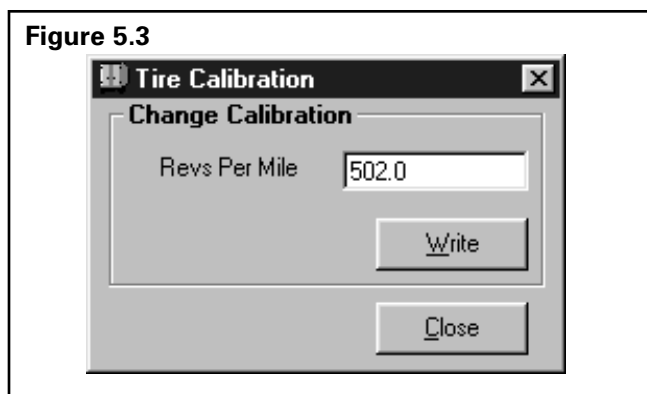 Figure 5.3
Tire Calibration
Change Calibration
Revs Per Mile 502.0
Write
Close